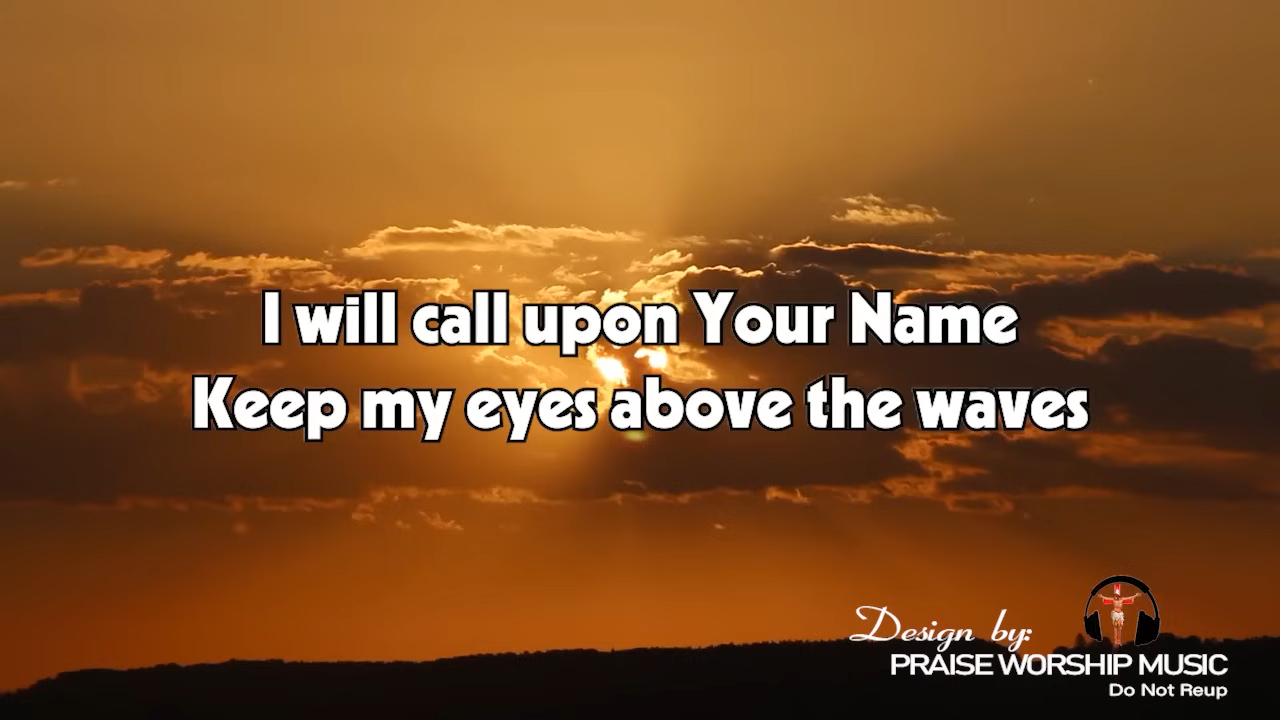 I will call upon Your Name
Keep my eyes above the waves
Design by:
PRAISE WORSHIP MUSIC
Do Not Reup